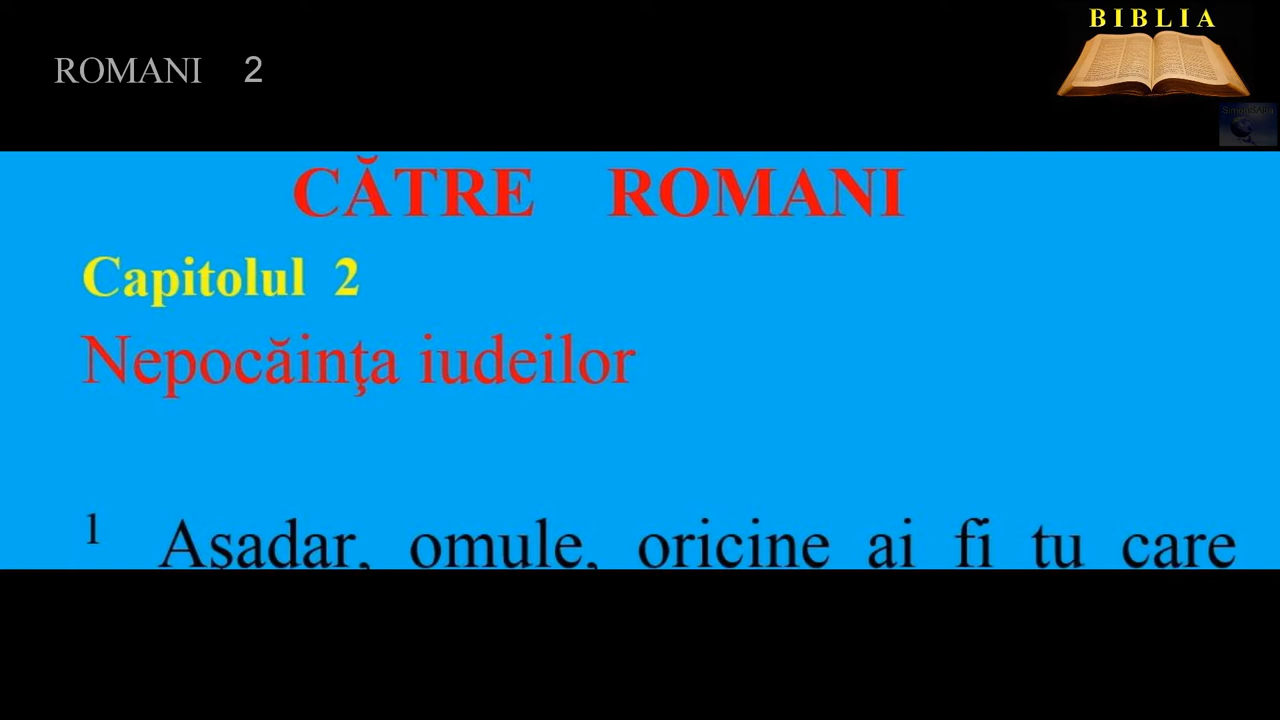 BIBLIA
ROMANI 2
CĂTRE ROMANI
Capitolul 2
Nepocăinţa iudeilor
1 Aşadar, omule, oricine ai fi tu care